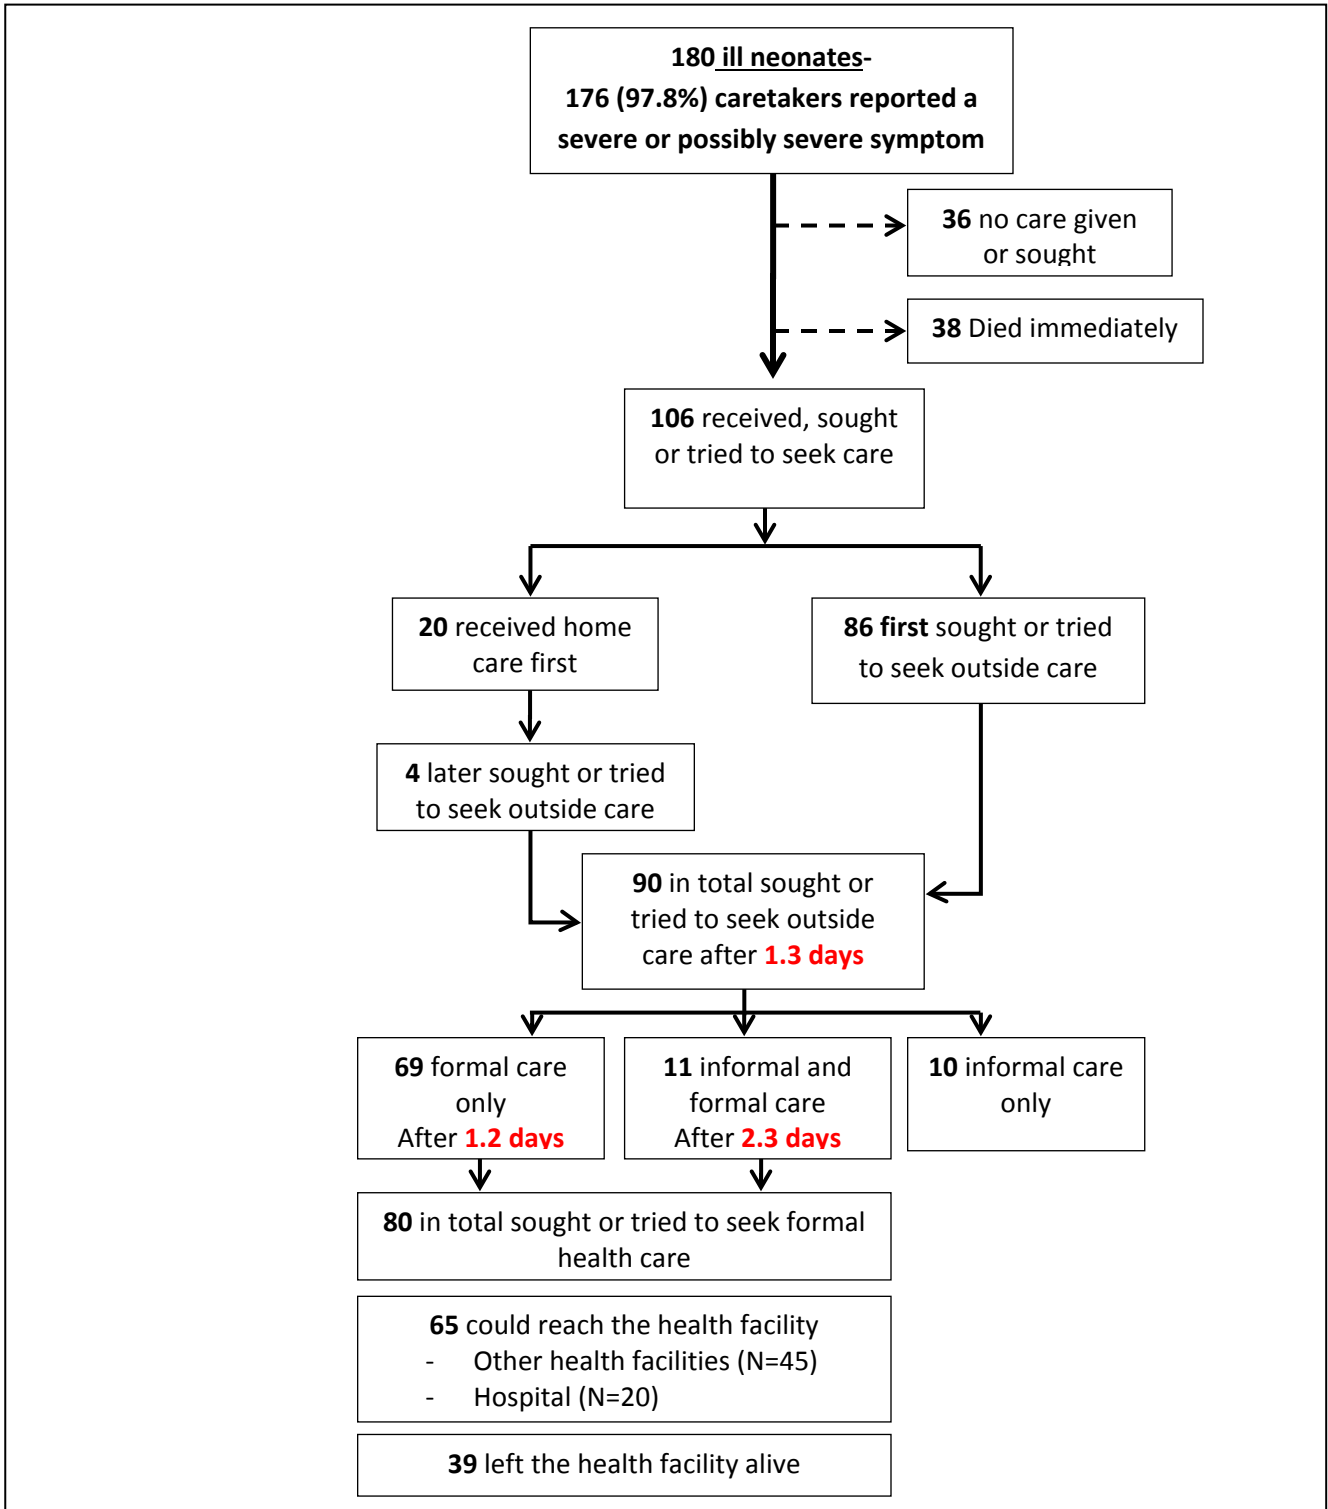 180 ill neonates-
176 (97.8%) caretakers reported a
severe or possibly severe symptom
36 no care given
or sought
38 Died immediately
106 received, sought
or tried to seek care
20 received home
care first
86 first sought or tried
to seek outside care
4 later sought or tried
to seek outside care
90 in total sought or
tried to seek outside
care after 1.3 days
69 formal care
only
After 1.2 days
11 informal and
formal care
After 2.3 days
10 informal care
only
80 in total sought or tried to seek formal
health care
65 could reach the health facility
- Other health facilities (N=45)
- Hospital (N=20)
39 left the health facility alive